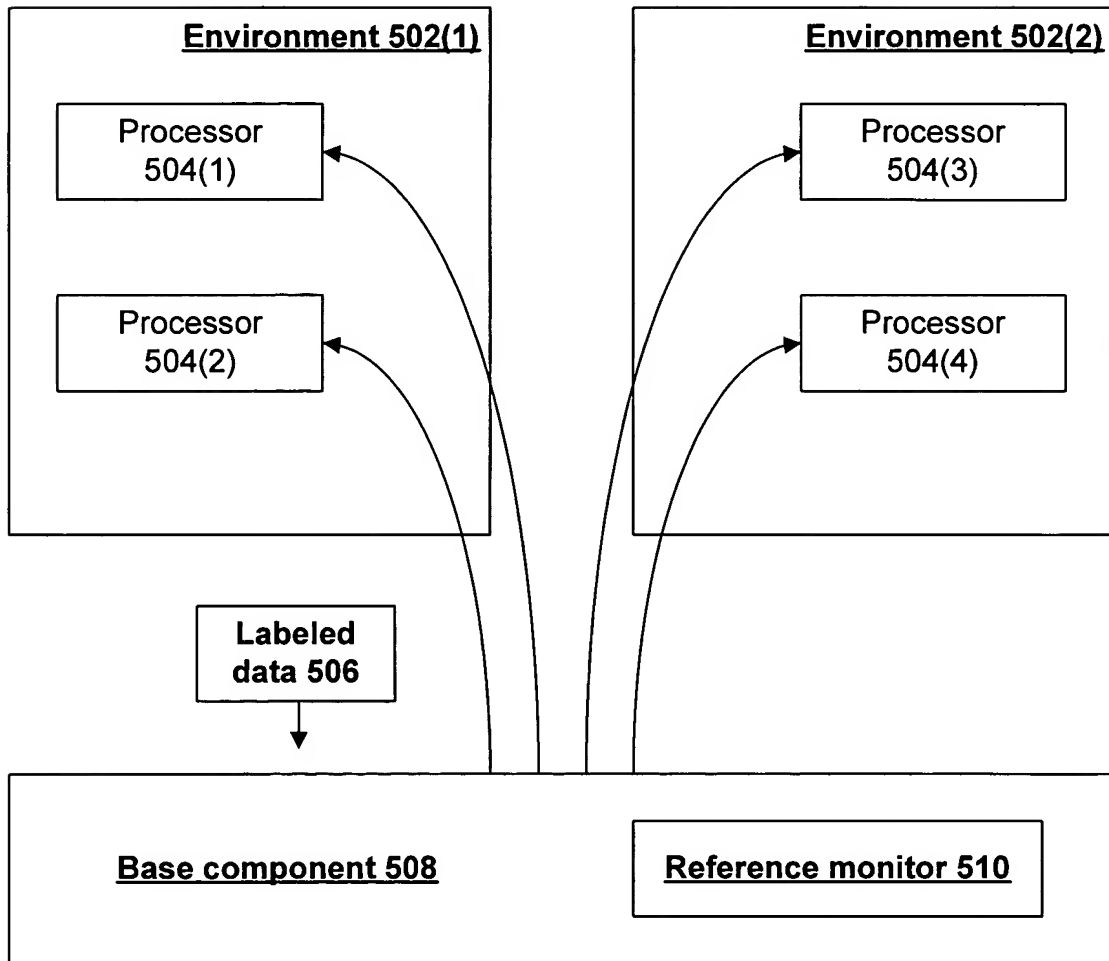 Environment 502(1)
Processor
504(1)
Processor
504(2)
Environment 502(2)
Processor
504(3)
Processor
504(4)
Labeled
data 506
Base component 508
Reference monitor 510